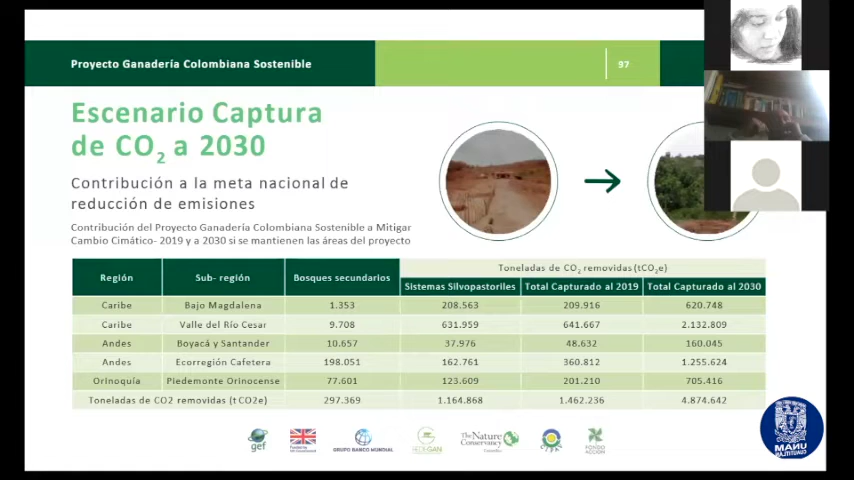 Proyecto Ganadería Colombiana Sostenible
97
Escenario Captura
de CO2 a 2030
Contribución a la meta nacional de
reducción de emisiones
Contribución del Proyecto Ganadería Colombiana Sostenible a Mitigar
Cambio Cimático- 2019 y a 2030 si se mantienen las áreas del proyecto
Región Sub- región Bosques secundarios Toneladas de CO2 removidas (tCO2e)
Sistemas Silvopastoriles Total Capturado al 2019 Total Capturado al 2030
Caribe Bajo Magdalena 1.353 208.563 209.916 620.748
Caribe Valle del Río Cesar 9.708 631.959 641.667 2.132.809
Andes Boyacá y Santander 10.657 37.976 48.632 160.045
Andes Ecorregión Cafetera 198.051 162.761 360.812 1.255.624
Orinoquía Piedemonte Orinocense 77.601 123.609 201.210 705.416
Toneladas de CO2 removidas (tCO2e) 297.369 1.164.868 1.462.236 4.874.642
gef
GRUPO BANCO MUNDIAL
The Nature
Conservancy
FONDO
ACCIÓN
UNAM
CUAUTITLÁN